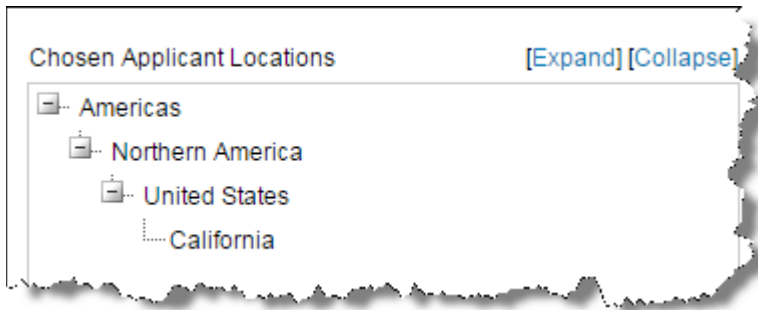 Chosen Applicant Locations [Expand] [Collapse]
Americas
Northern America
United States
California